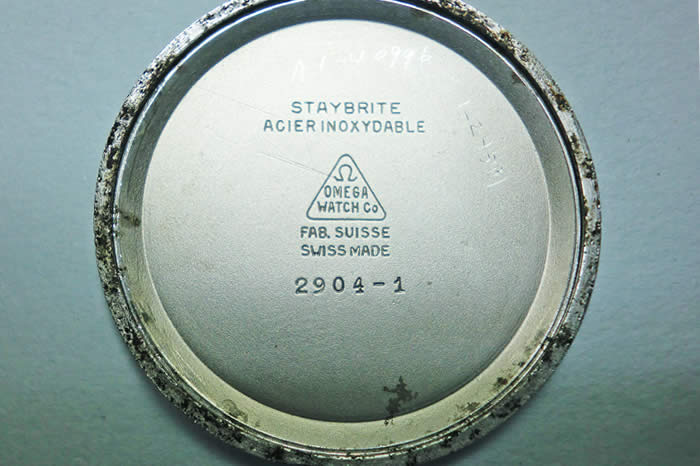 STAYBRITE
ACIER INOXYDABLE
Ω
OMEGA
WATCH Co
FAB. SUISSE
SWISS MADE
2904-1